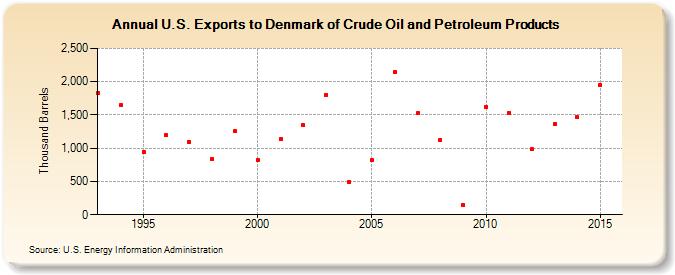 Annual U.S. Exports to Denmark of Crude Oil and Petroleum Products
Thousand Barrels
2,500
2,000
1,500
1,000
500
0
1995 2000 2005 2010 2015
Source: U.S. Energy Information Administration